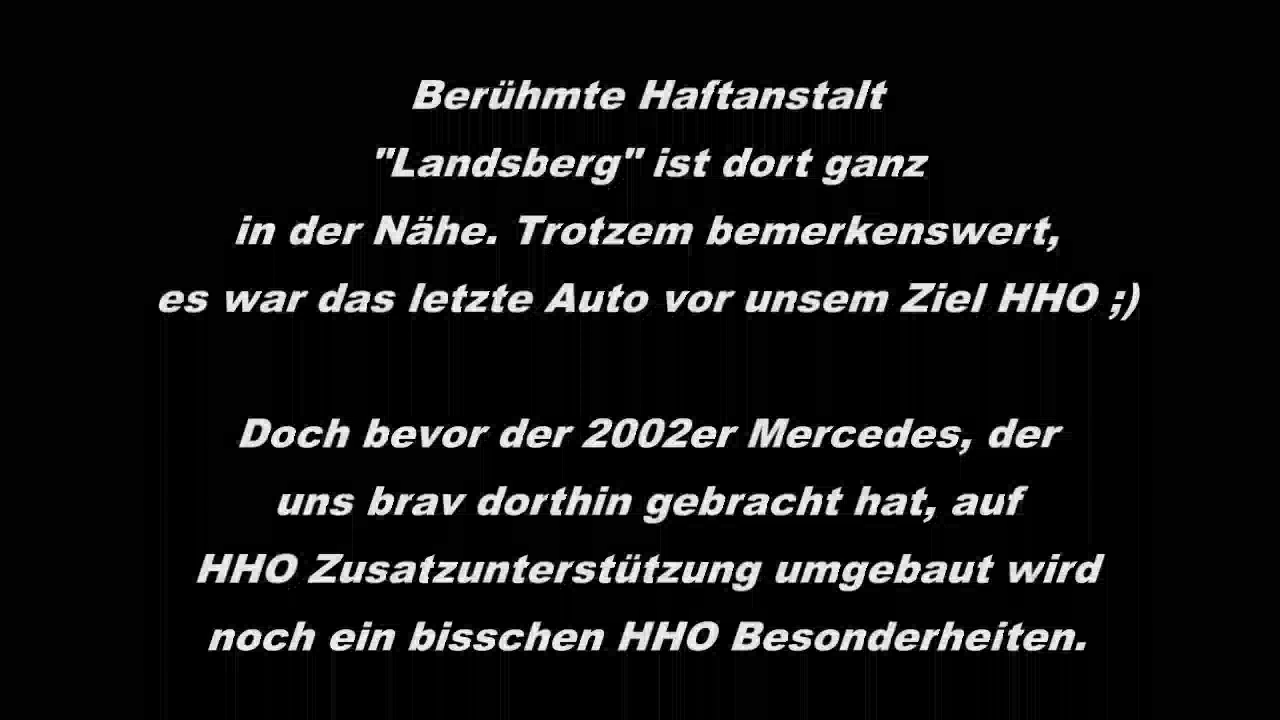 Berühmte Haftanstalt
"Landsberg" ist dort ganz
in der Nähe. Trotzem bemerkenswert,
es war das letzte Auto vor unsem Ziel HHO ;)
Doch bevor der 2002er Mercedes, der
uns brav dorthin gebracht hat, auf
HHO Zusatzunterstützung umgebaut wird
noch ein bisschen HHO Besonderheiten.